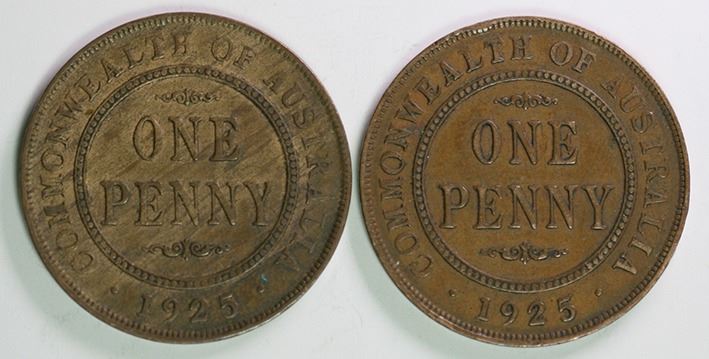 COMMONWEALTH OF AUSTRALIA
ONE
PENNY
· 1925 ·
COMMONWEALTH OF AUSTRALIA
ONE
PENNY
· 1925 ·